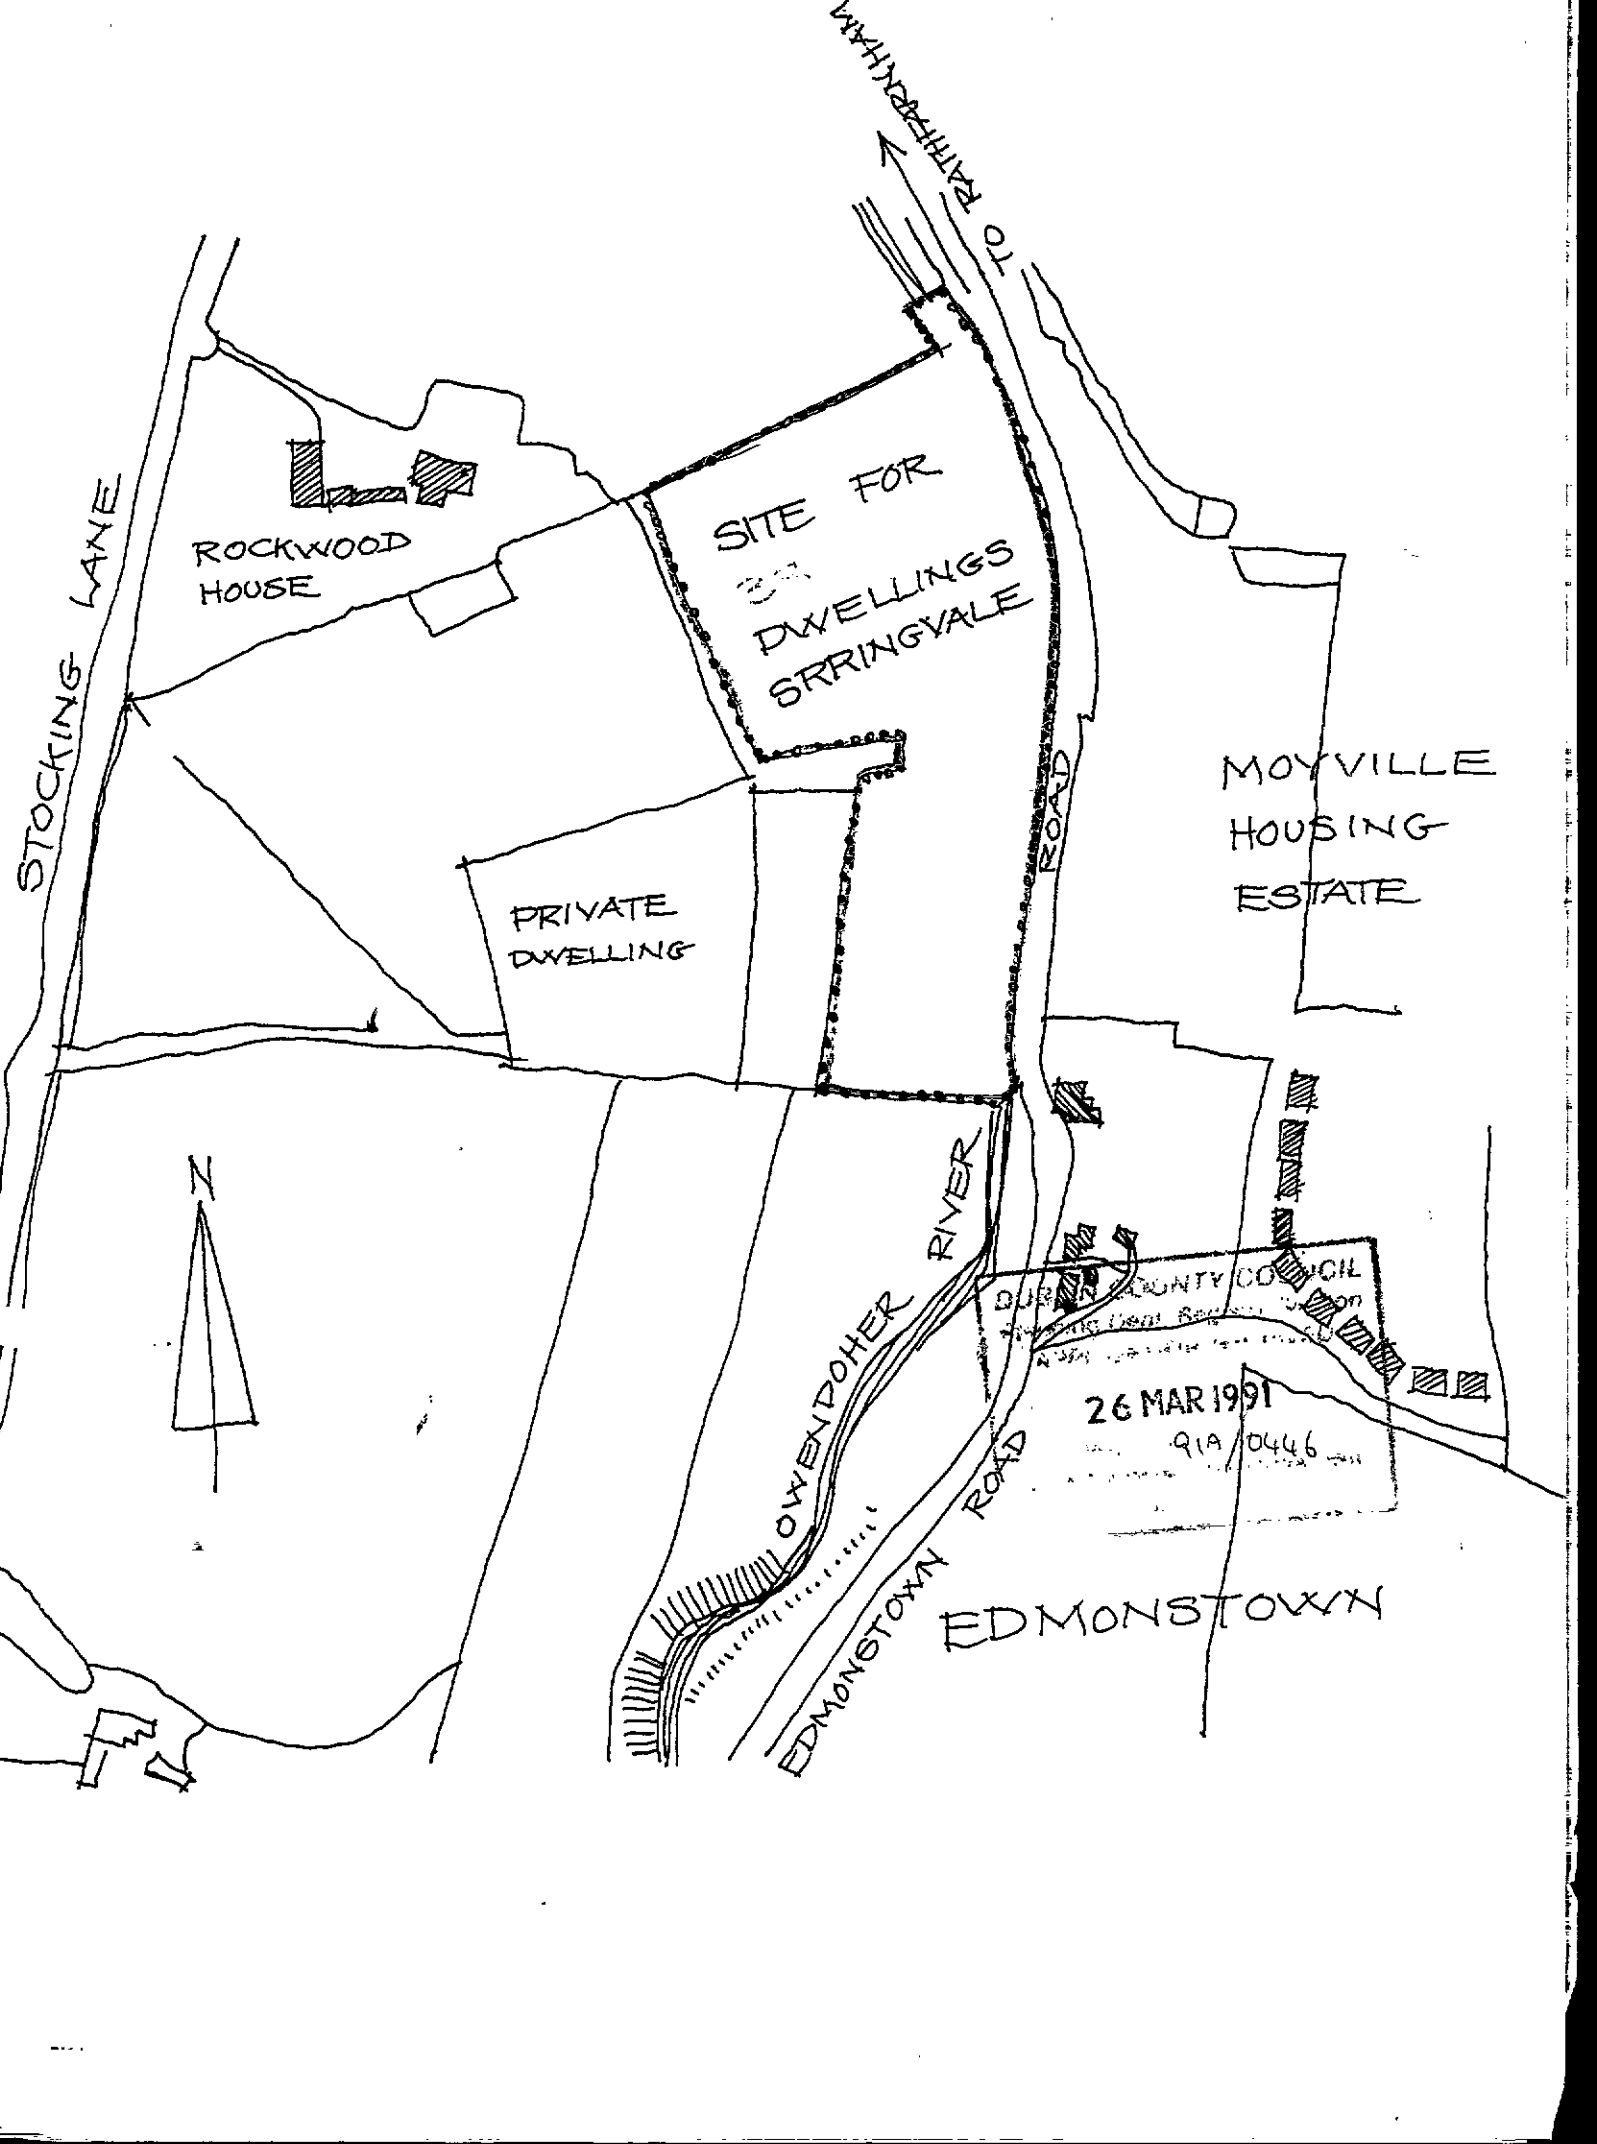 TO RATHFARNHAM
STOCKING LANE
ROCKWOOD
HOUSE
SITE FOR
DWELLINGS
SRRINGVALE
ROAD
MOYVILLE
HOUSING
ESTATE
PRIVATE
DWELLING
N
OWENDOHER RIVER
DUBLIN COUNTY COUNCIL
26 MAR 1991
91A/0446
EDMONSTOWN ROAD
EDMONSTOWN